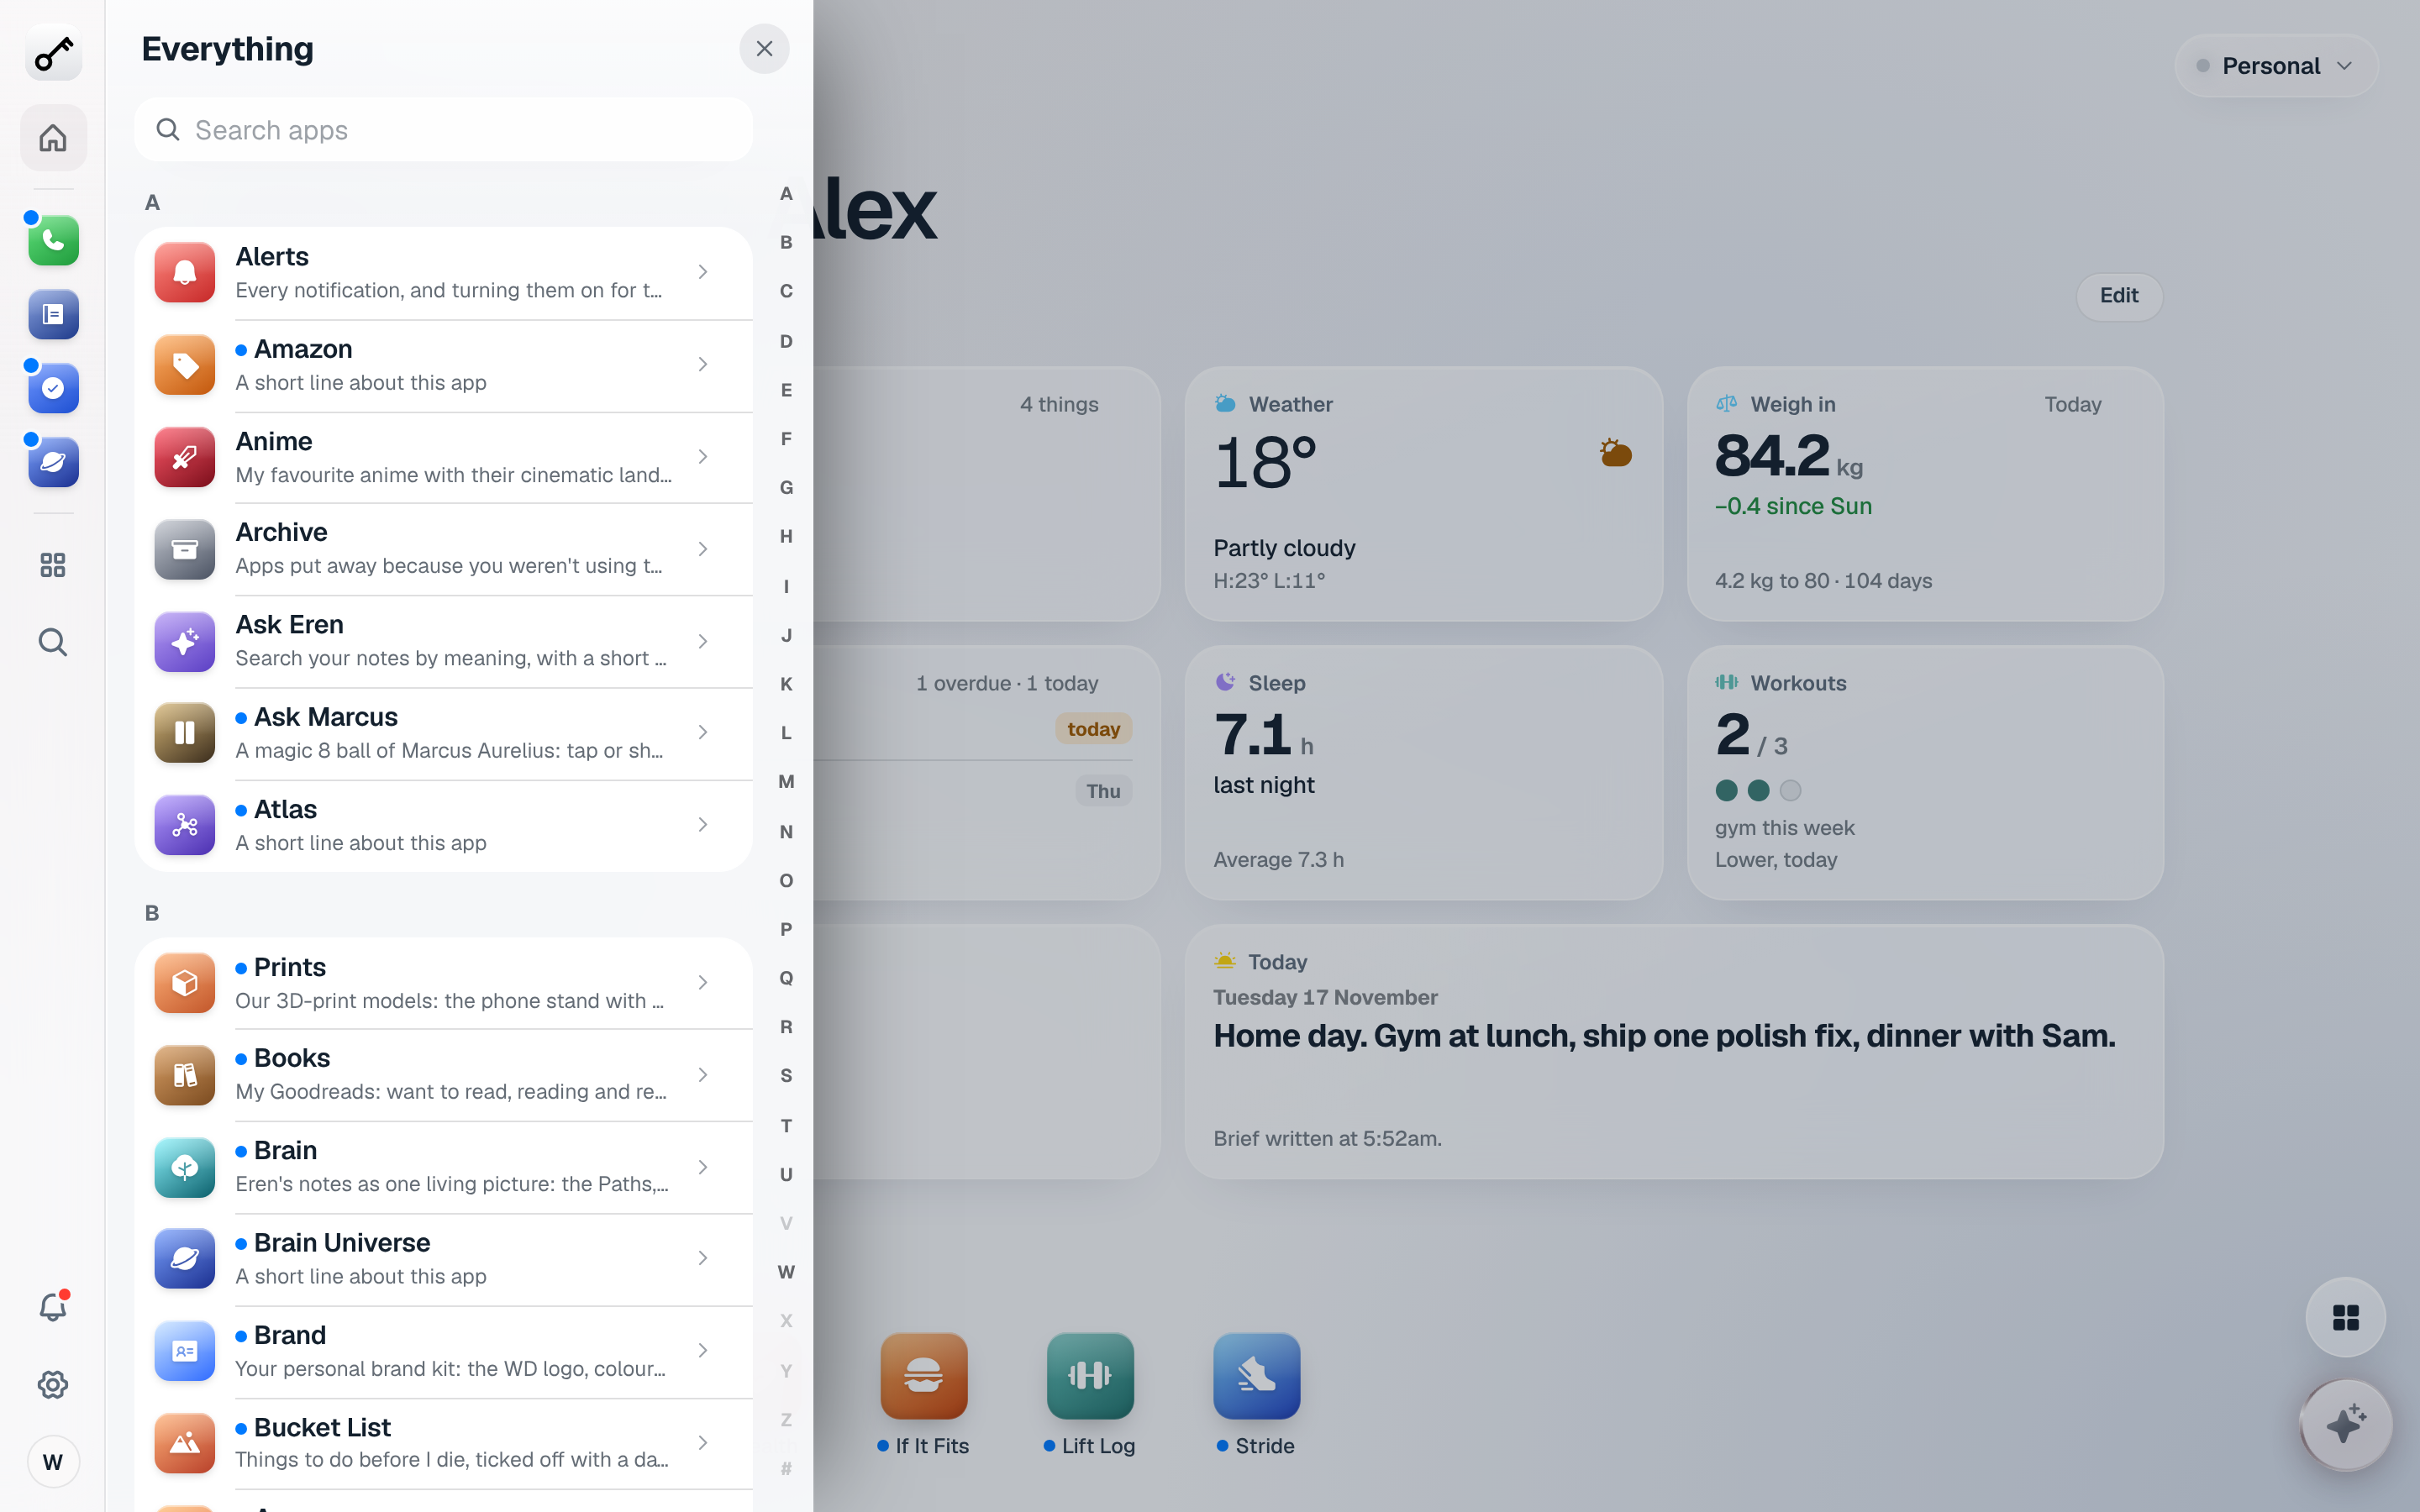 Everything
Search apps
A
Alerts
Every notification, and turning them on for t...
Amazon
A short line about this app
Anime
My favourite anime with their cinematic land...
Archive
Apps put away because you weren't using t...
Ask Eren
Search your notes by meaning, with a short ...
Ask Marcus
A magic 8 ball of Marcus Aurelius: tap or sh...
Atlas
A short line about this app
B
Prints
Our 3D-print models: the phone stand with ...
Books
My Goodreads: want to read, reading and re...
Brain
Eren's notes as one living picture: the Paths,...
Brain Universe
A short line about this app
Brand
Your personal brand kit: the WD logo, colour...
Bucket List
Things to do before I die, ticked off with a da...
W
A
B
C
D
E
F
G
H
I
J
K
L
M
N
O
P
Q
R
S
T
U
V
W
X
Y
Z
#
Personal
lex
Edit
4 things
Weather
18°
Partly cloudy
H:23° L:11°
Weigh in
Today
84.2 kg
−0.4 since Sun
4.2 kg to 80 · 104 days
1 overdue · 1 today
today
Thu
Sleep
7.1 h
last night
Average 7.3 h
Workouts
2 / 3
gym this week
Lower, today
Today
Tuesday 17 November
Home day. Gym at lunch, ship one polish fix, dinner with Sam.
Brief written at 5:52am.
If It Fits
Lift Log
Stride